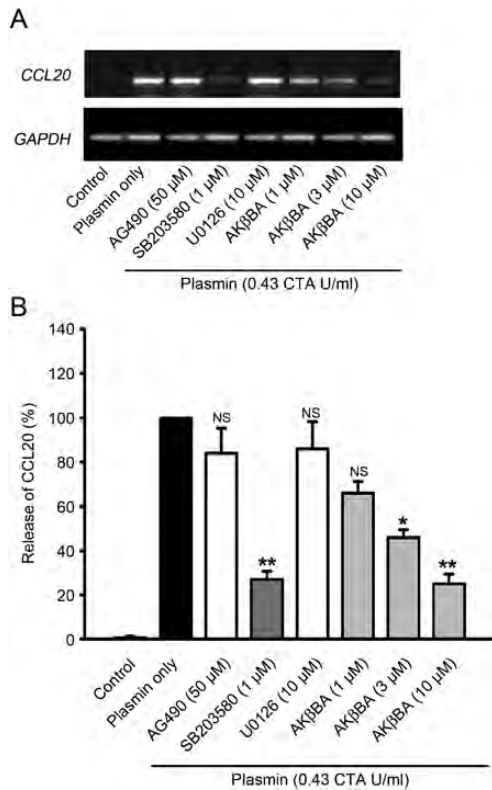 A
CCL20
GAPDH
Control
Plasmin only
AG490 (50 µM)
SB203580 (1 µM)
U0126 (10 µM)
AKβBA (1 µM)
AKβBA (3 µM)
AKβBA (10 µM)
Plasmin (0.43 CTA U/ml)
B
Release of CCL20 (%)
140
120
100
80
60
40
20
0
NS
**
NS
NS
*
**
Control
Plasmin only
AG490 (50 µM)
SB203580 (1 µM)
U0126 (10 µM)
AKβBA (1 µM)
AKβBA (3 µM)
AKβBA (10 µM)
Plasmin (0.43 CTA U/ml)